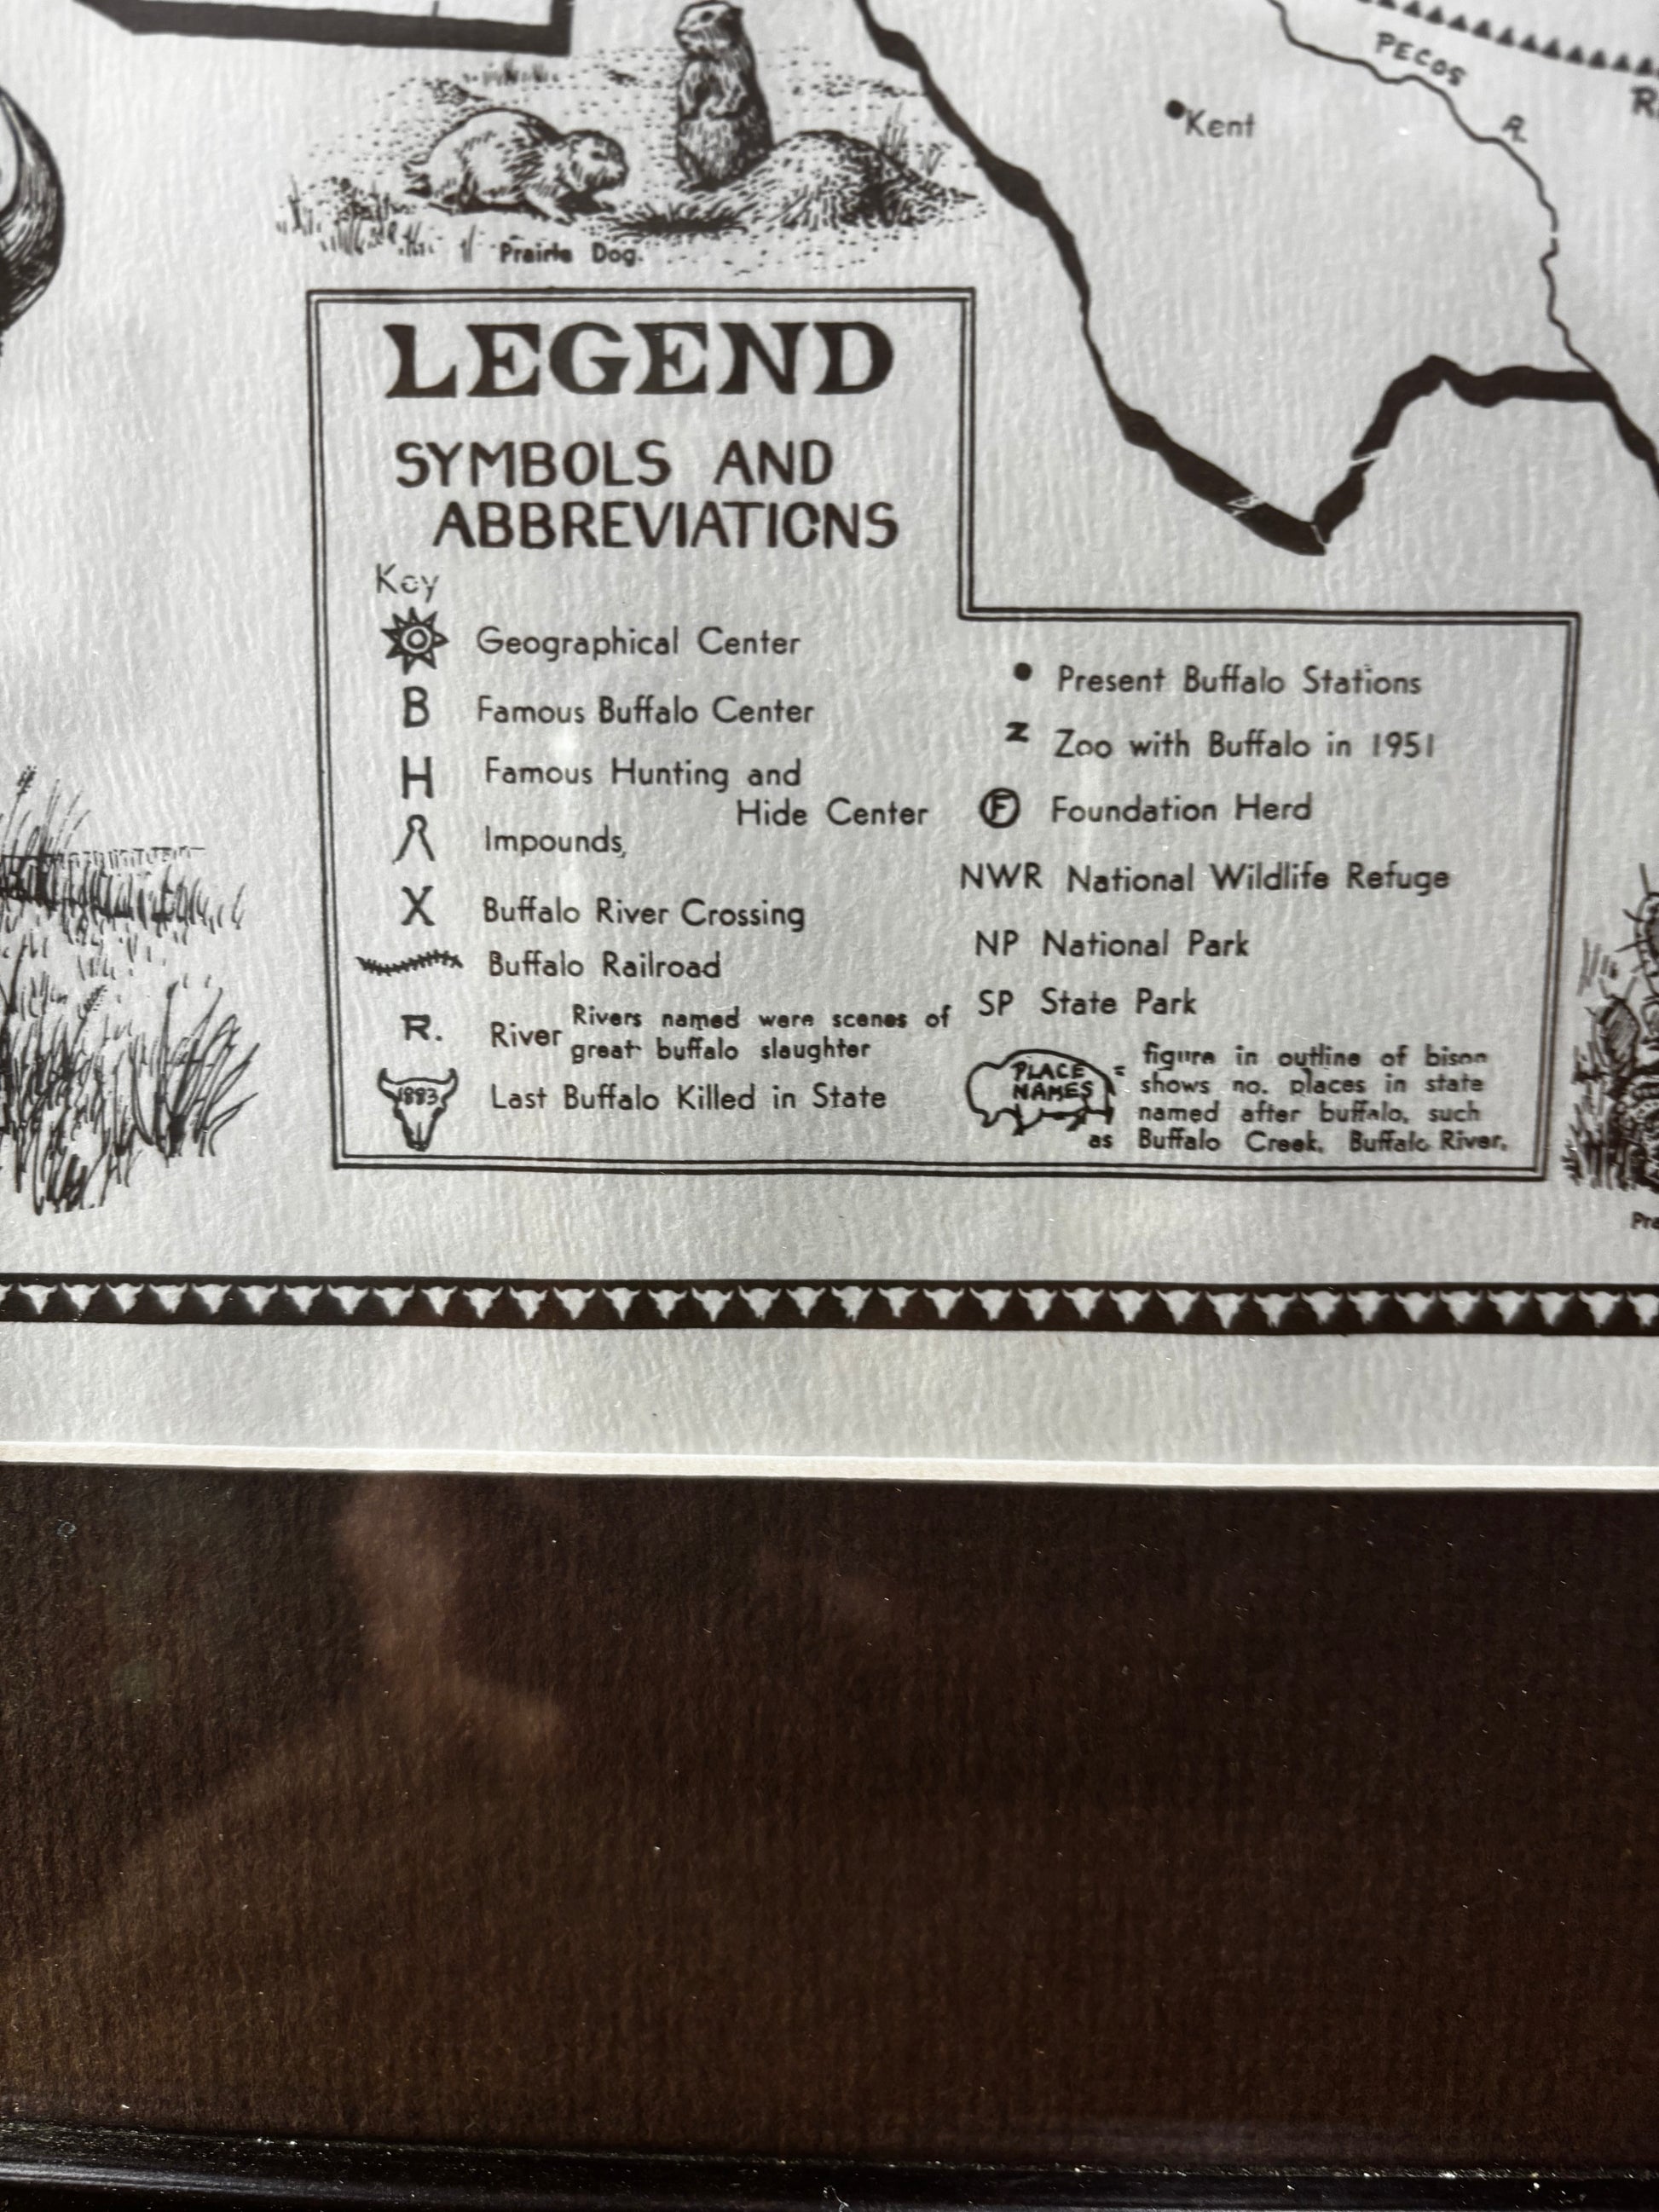 PECOS
R.
Kent
Prairie Dog.
LEGEND
SYMBOLS AND
ABBREVIATIONS
Key
Geographical Center
B Famous Buffalo Center
H Famous Hunting and
Hide Center
Impounds,
X Buffalo River Crossing
Buffalo Railroad
R. River Rivers named were scenes of
great buffalo slaughter
1883 Last Buffalo Killed in State
Present Buffalo Stations
Z Zoo with Buffalo in 1951
F Foundation Herd
NWR National Wildlife Refuge
NP National Park
SP State Park
PLACE
NAMES
= figure in outline of bison
shows no. places in state
named after buffalo, such
as Buffalo Creek, Buffalo River.